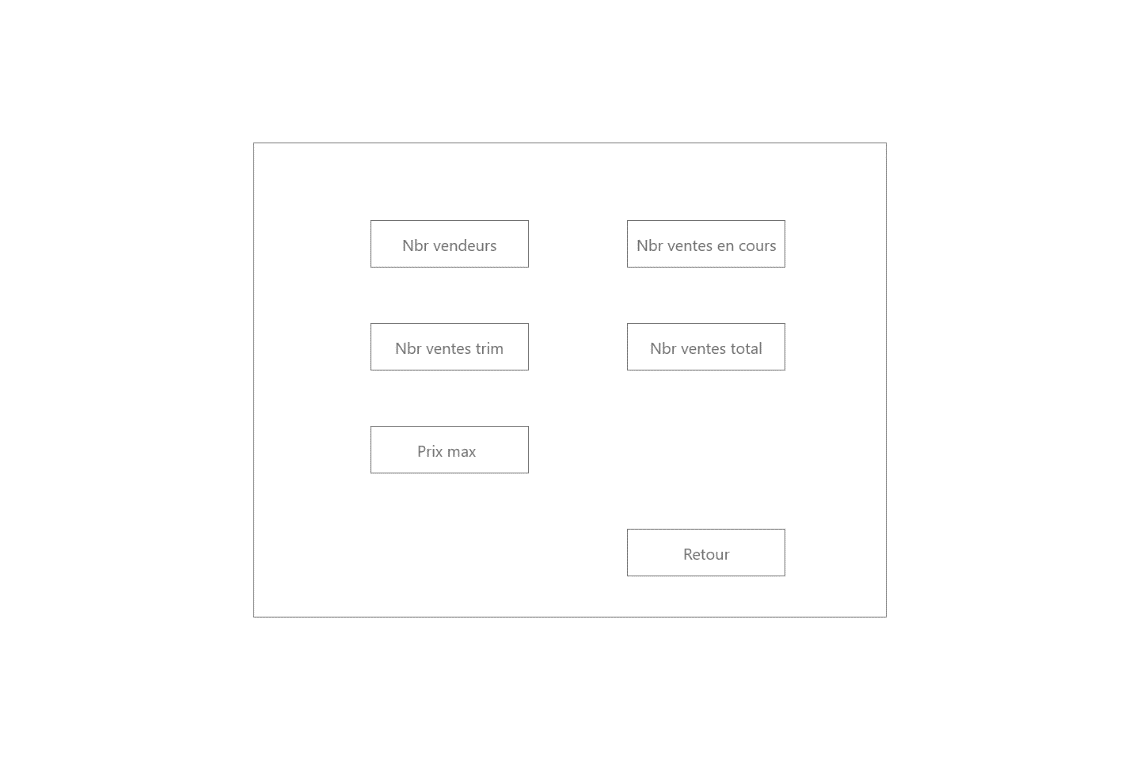 Nbr vendeurs
Nbr ventes en cours
Nbr ventes trim
Nbr ventes total
Prix max
Retour